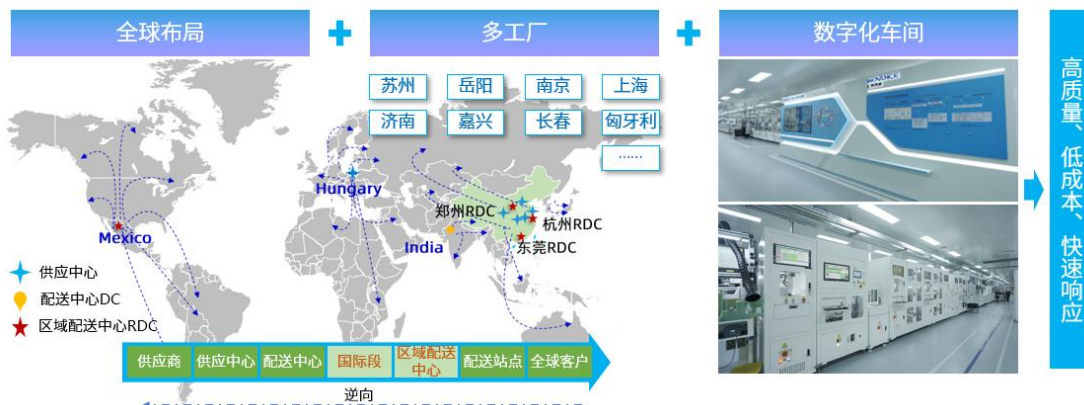 全球布局
多工厂
数字化车间
苏州
岳阳
南京
上海
济南
嘉兴
长春
匈牙利
……
Hungary
郑州RDC
杭州RDC
Mexico
India
东莞RDC
供应中心
配送中心DC
区域配送中心RDC
供应商
供应中心
配送中心
国际段
区域配送
中心
配送站点
全球客户
逆向
INOVANCE
高质量、低成本、快速响应